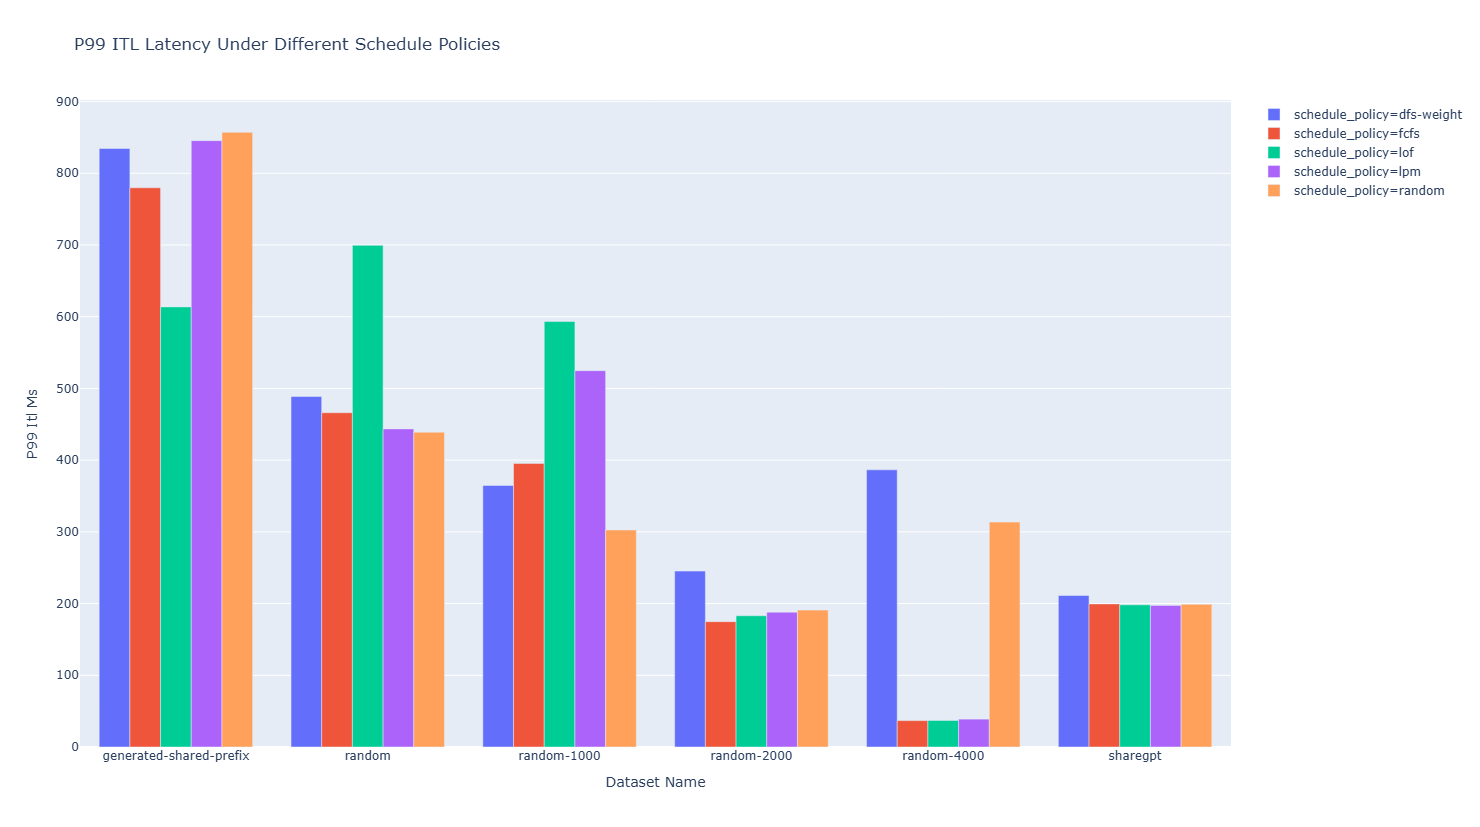 P99 ITL Latency Under Different Schedule Policies
schedule_policy=dfs-weight
schedule_policy=fcfs
schedule_policy=lof
schedule_policy=lpm
schedule_policy=random
900
800
700
600
500
400
300
200
100
0
P99 Itl Ms
generated-shared-prefix
random
random-1000
random-2000
random-4000
sharegpt
Dataset Name